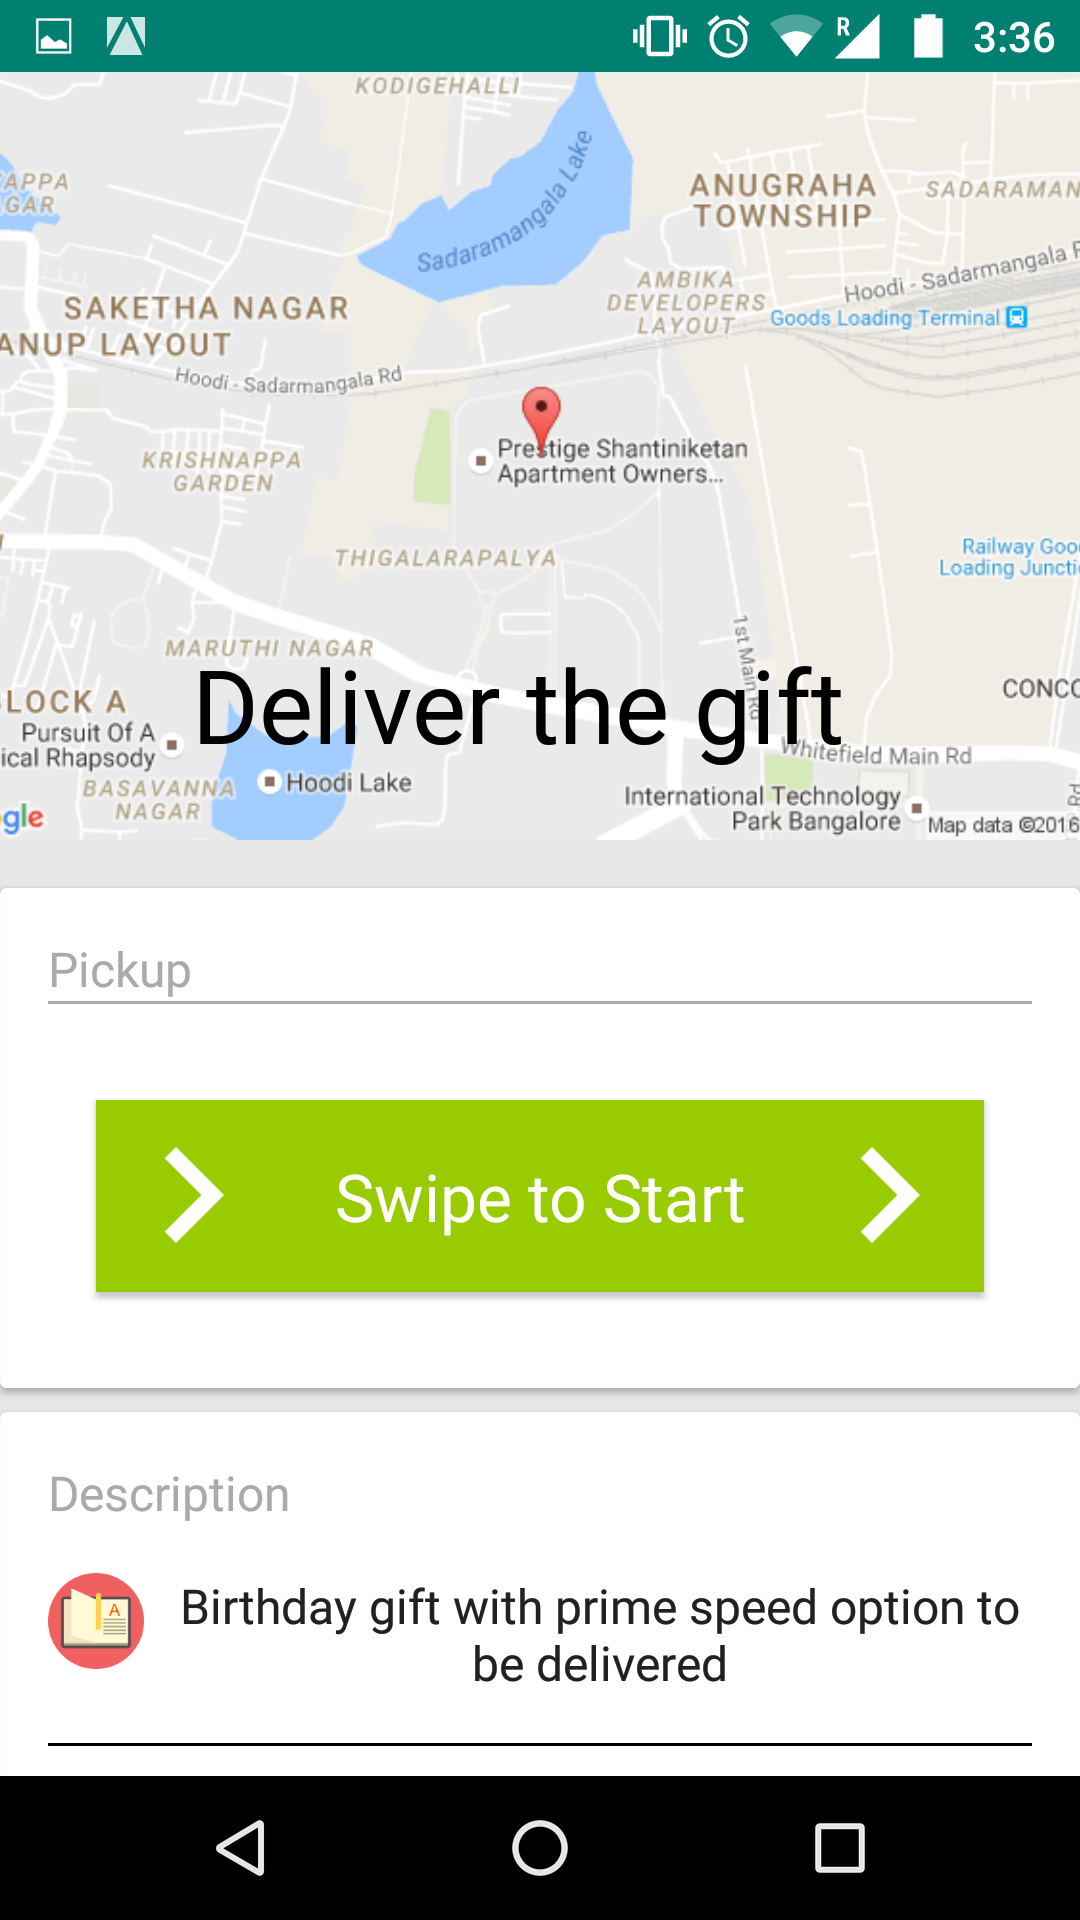 R
3:36
KODIGEHALLI
APPA
GAR
Sadaramangala Lake
ANUGRAHA
TOWNSHIP
SADARAMAN
SAKETHA NAGAR
ANUP LAYOUT
AMBIKA
DEVELOPERS
LAYOUT
Hoodi - Sadarmangala R
Goods Loading Terminal
Hoodi - Sadarmangala Rd
KRISHNAPPA
GARDEN
Prestige Shantiniketan
Apartment Owners...
THIGALARAPALYA
Railway Goo
Loading Juncti
MARUTHI NAGAR
1st Main Rd
LOCK A
Pursuit Of A
ical Rhapsody
CONCO
Deliver the gift
Whitefield Main Rd
BASAVANNA
NAGAR
Hoodi Lake
International Technology
Park Bangalore
Rd
gle
Map data ©2016
Pickup
Swipe to Start
Description
A
Birthday gift with prime speed option to
be delivered